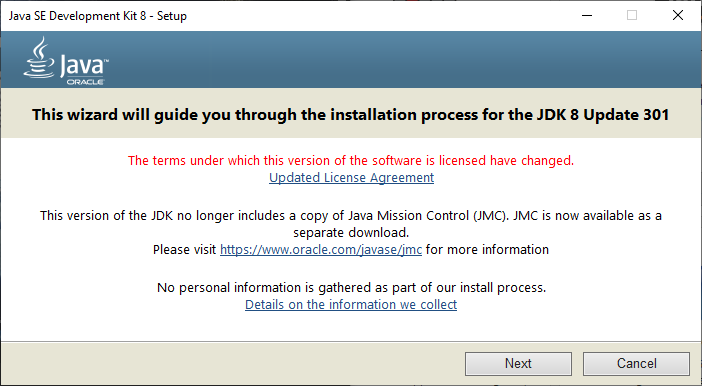 Java SE Development Kit 8 - Setup
Java™
ORACLE
This wizard will guide you through the installation process for the JDK 8 Update 301
The terms under which this version of the software is licensed have changed.
Updated License Agreement
This version of the JDK no longer includes a copy of Java Mission Control (JMC). JMC is now available as a
separate download.
Please visit https://www.oracle.com/javase/jmc for more information
No personal information is gathered as part of our install process.
Details on the information we collect
Next
Cancel